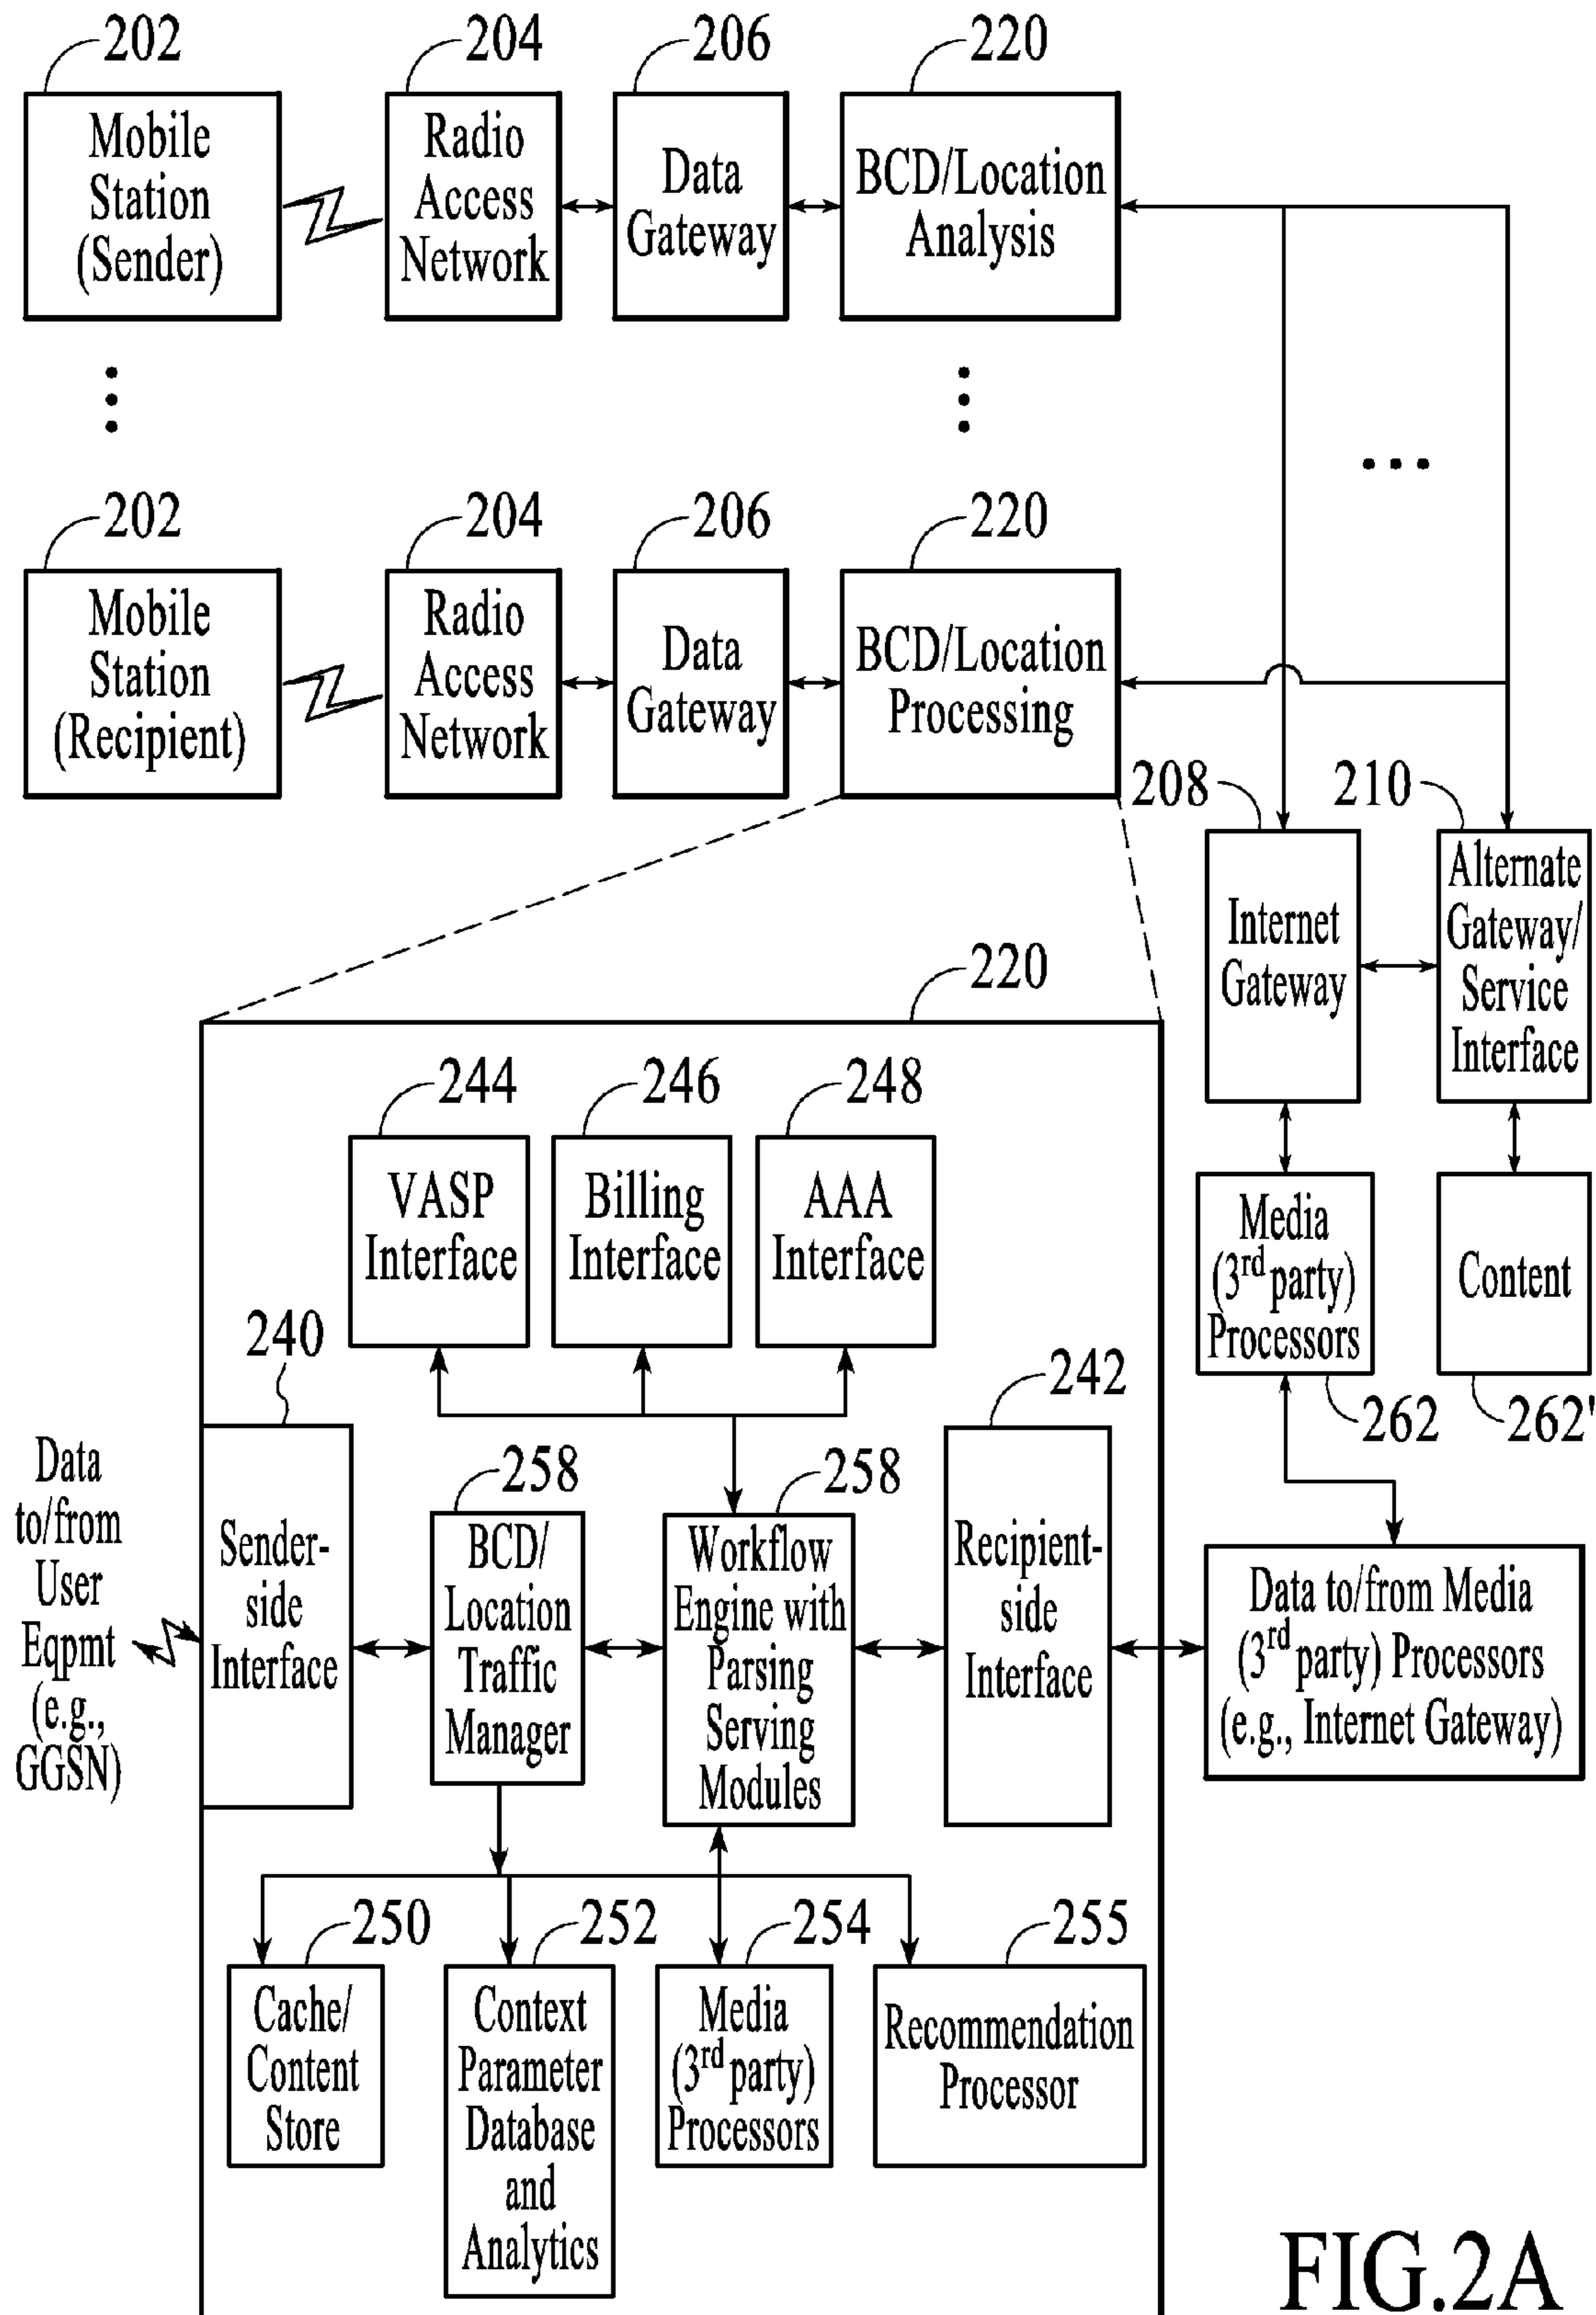 202
204
206
220
Mobile
Station
(Sender)
Radio
Access
Network
Data
Gateway
BCD/Location
Analysis
202
204
206
220
Mobile
Station
(Recipient)
Radio
Access
Network
Data
Gateway
BCD/Location
Processing
208
210
Internet
Gateway
Alternate
Gateway/
Service
Interface
220
244
246
248
VASP
Interface
Billing
Interface
AAA
Interface
Media
(3rd party)
Processors
Content
262
262'
240
242
258
258
Data
to/from
User
Eqpmt
(e.g.,
GGSN)
Sender-
side
Interface
BCD/
Location
Traffic
Manager
Workflow
Engine with
Parsing
Serving
Modules
Recipient-
side
Interface
Data to/from Media
(3rd party) Processors
(e.g., Internet Gateway)
250
252
254
255
Cache/
Content
Store
Context
Parameter
Database
and
Analytics
Media
(3rd party)
Processors
Recommendation
Processor
FIG.2A